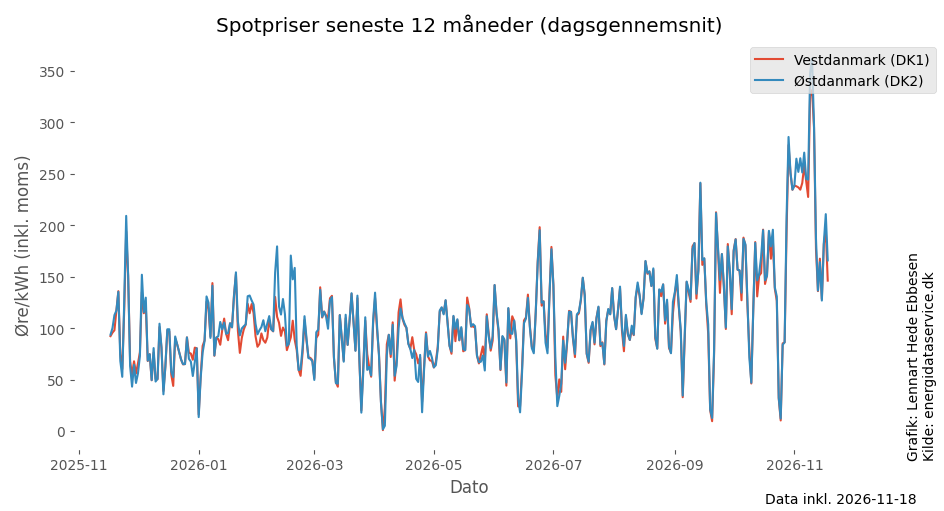 Spotpriser seneste 12 måneder (dagsgennemsnit)
Vestdanmark (DK1)
Østdanmark (DK2)
Øre/kWh (inkl. moms)
350
300
250
200
150
100
50
0
2025-11
2026-01
2026-03
2026-05
2026-07
2026-09
2026-11
Dato
Grafik: Lennart Hede Ebbesen
Kilde: energidataservice.dk
Data inkl. 2026-11-18